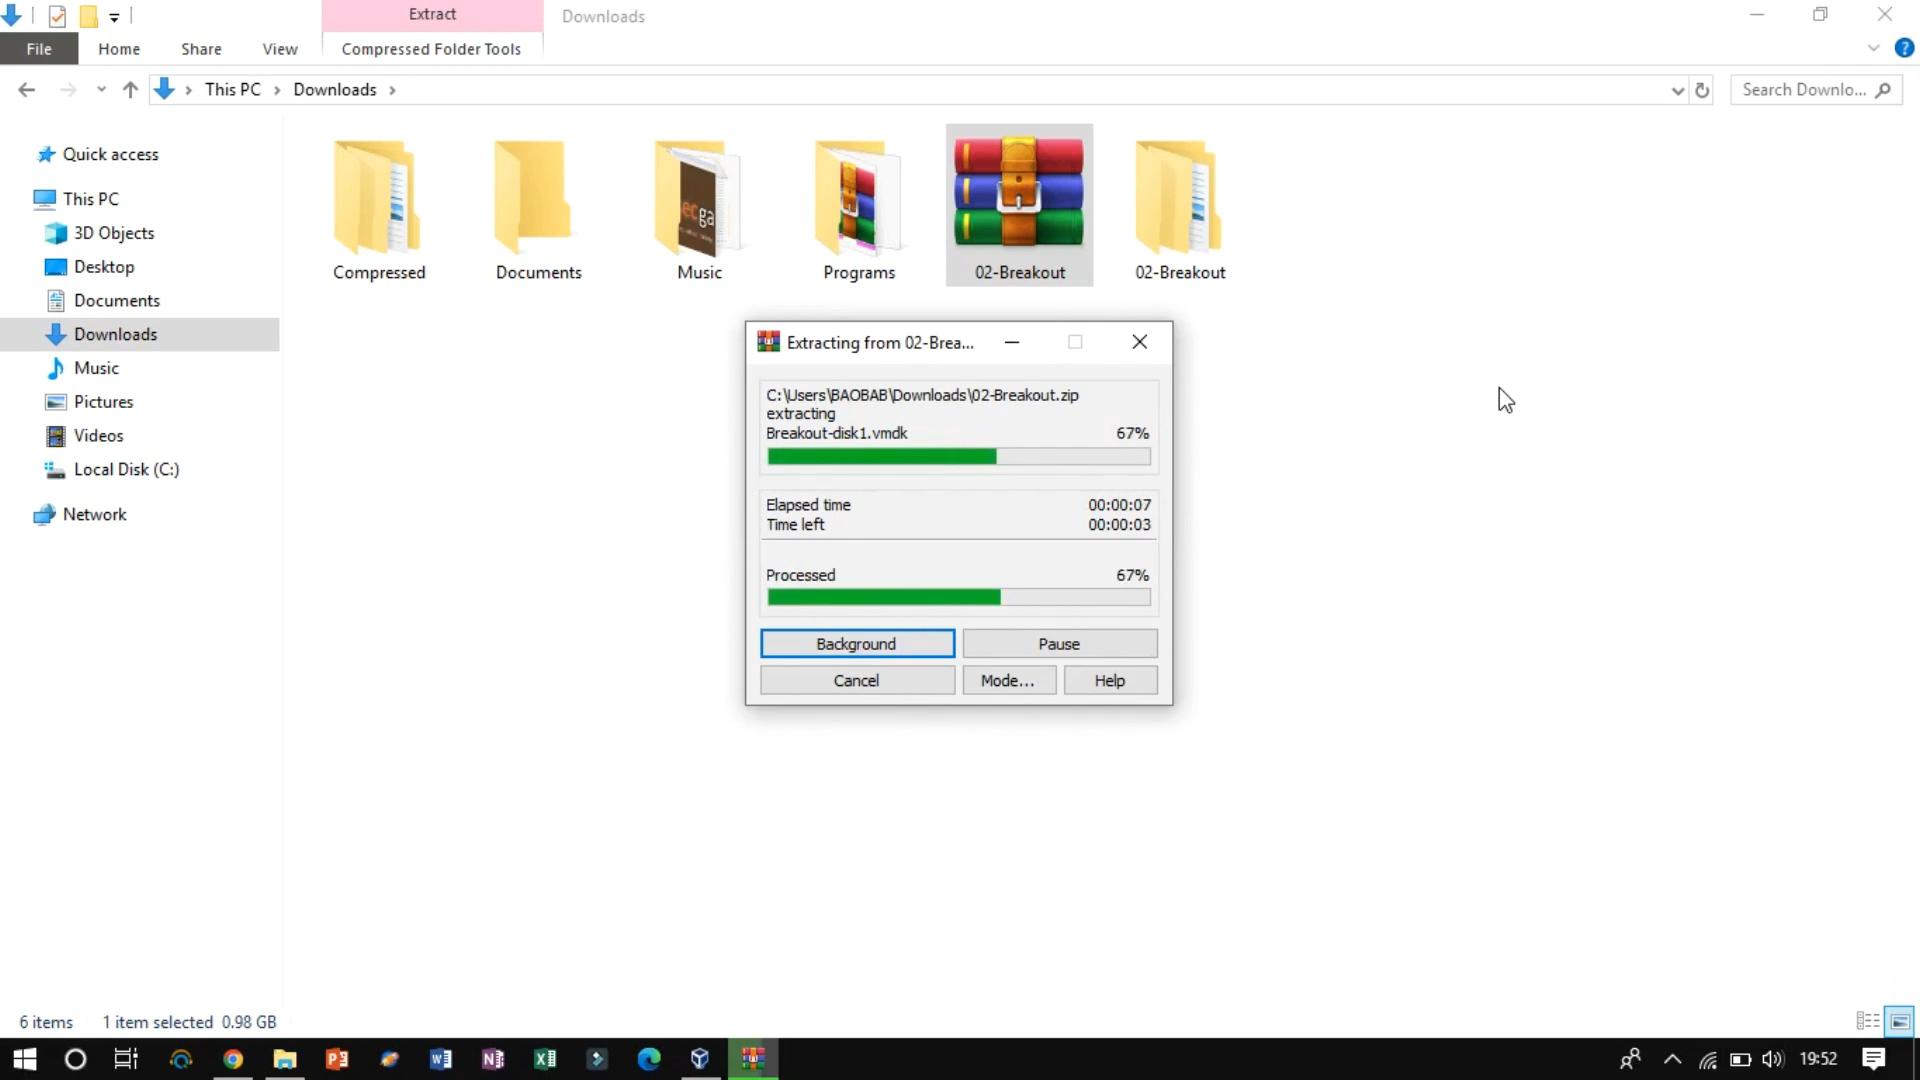 Extract
Downloads
File
Home
Share
View
Compressed Folder Tools
This PC
Downloads
Search Downlo...
Quick access
This PC
3D Objects
Desktop
Documents
Downloads
Music
Pictures
Videos
Local Disk (C:)
Network
Compressed
Documents
Music
Programs
02-Breakout
02-Breakout
ecga
Extracting from 02-Brea...
C:\Users\BAOBAB\Downloads\02-Breakout.zip
extracting
Breakout-disk1.vmdk 67%
Elapsed time 00:00:07
Time left 00:00:03
Processed 67%
Background
Pause
Cancel
Mode...
Help
6 items 1 item selected 0.98 GB
19:52